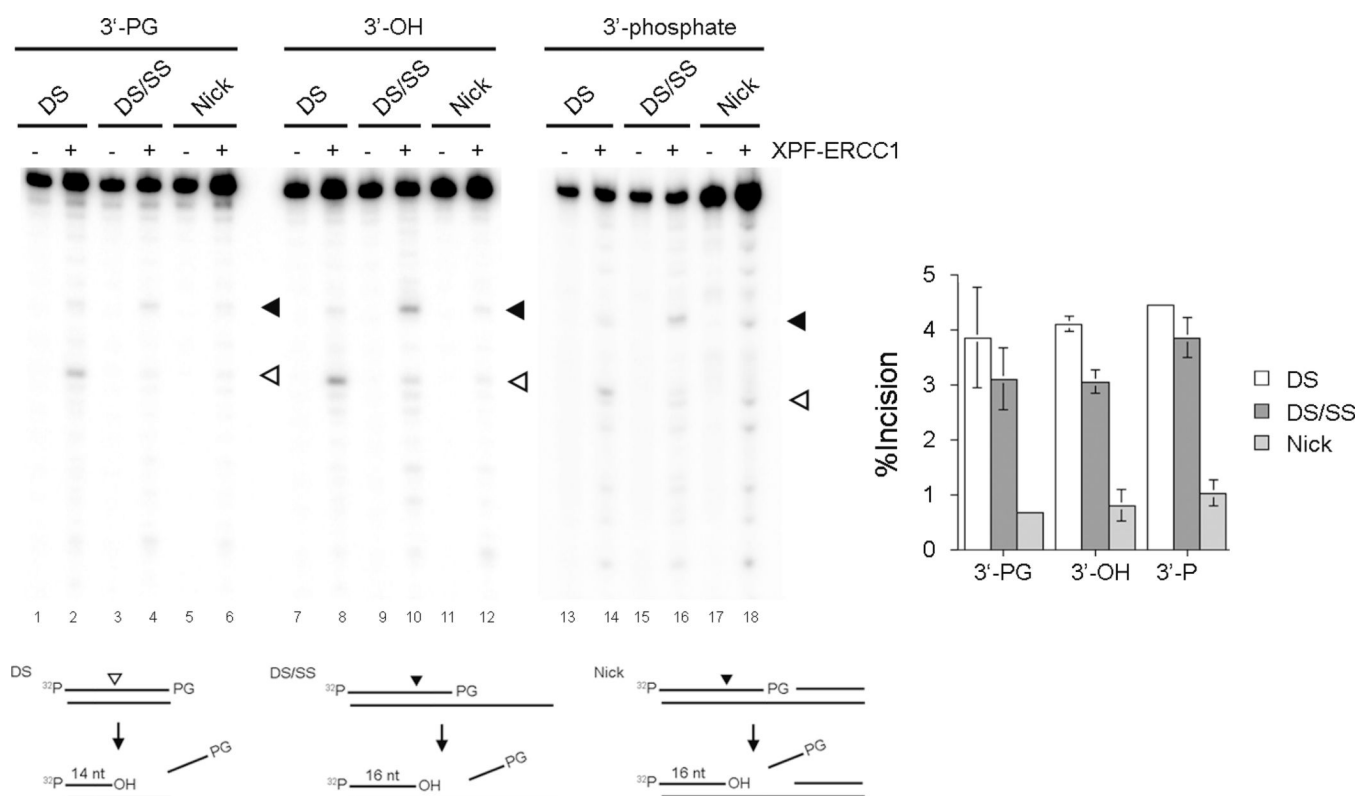 3‘-PG 3‘-OH 3‘-phosphate
DS DS/SS Nick DS DS/SS Nick DS DS/SS Nick
- + - + - + - + - + - + - + - + - + XPF-ERCC1
5
4
3
2
1
0
%Incision
3‘-PG 3‘-OH 3‘-P
DS
DS/SS
Nick
1 2 3 4 5 6 7 8 9 10 11 12 13 14 15 16 17 18
DS
32P PG
14 nt
32P OH PG
DS/SS
32P PG
16 nt
32P OH PG
Nick
32P PG
16 nt
32P OH PG